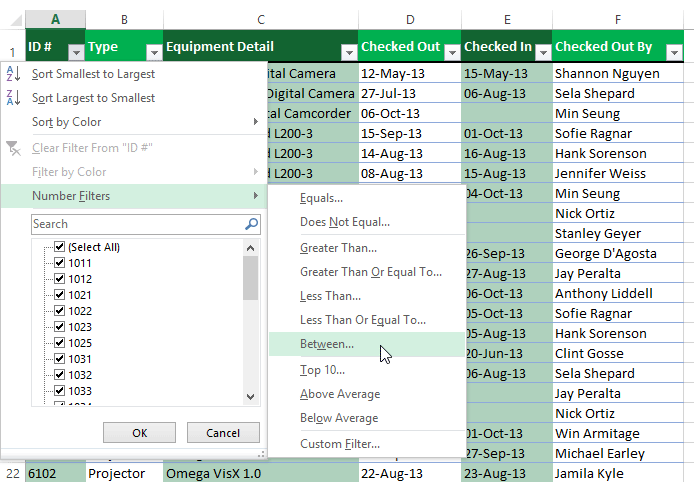 A B C D E F
1 ID # Type Equipment Detail Checked Out Checked In Checked Out By
Sort Smallest to Largest
Sort Largest to Smallest
Sort by Color
Clear Filter From "ID #"
Filter by Color
Number Filters
Search
(Select All)
1011
1012
1021
1022
1023
1025
1031
1032
1033
1034
OK Cancel
Equals...
Does Not Equal...
Greater Than...
Greater Than Or Equal To...
Less Than...
Less Than Or Equal To...
Between...
Top 10...
Above Average
Below Average
Custom Filter...
ital Camera 12-May-13 15-May-13 Shannon Nguyen
Digital Camera 27-Jul-13 06-Aug-13 Sela Shepard
tal Camcorder 06-Oct-13 Min Seung
d L200-3 15-Sep-13 01-Oct-13 Sofie Ragnar
d L200-3 14-Aug-13 16-Aug-13 Hank Sorenson
d L200-3 08-Aug-13 15-Aug-13 Jennifer Weiss
04-Oct-13 Min Seung
Nick Ortiz
Stanley Geyer
26-Sep-13 George D'Agosta
27-Aug-13 Jay Peralta
06-Oct-13 Anthony Liddell
05-Oct-13 Sofie Ragnar
05-Aug-13 Hank Sorenson
20-Jun-13 Clint Gosse
06-Aug-13 Sela Shepard
Jay Peralta
Nick Ortiz
01-Oct-13 Win Armitage
27-Sep-13 Michael Earley
22 6102 Projector Omega VisX 1.0 22-Aug-13 23-Aug-13 Jamila Kyle